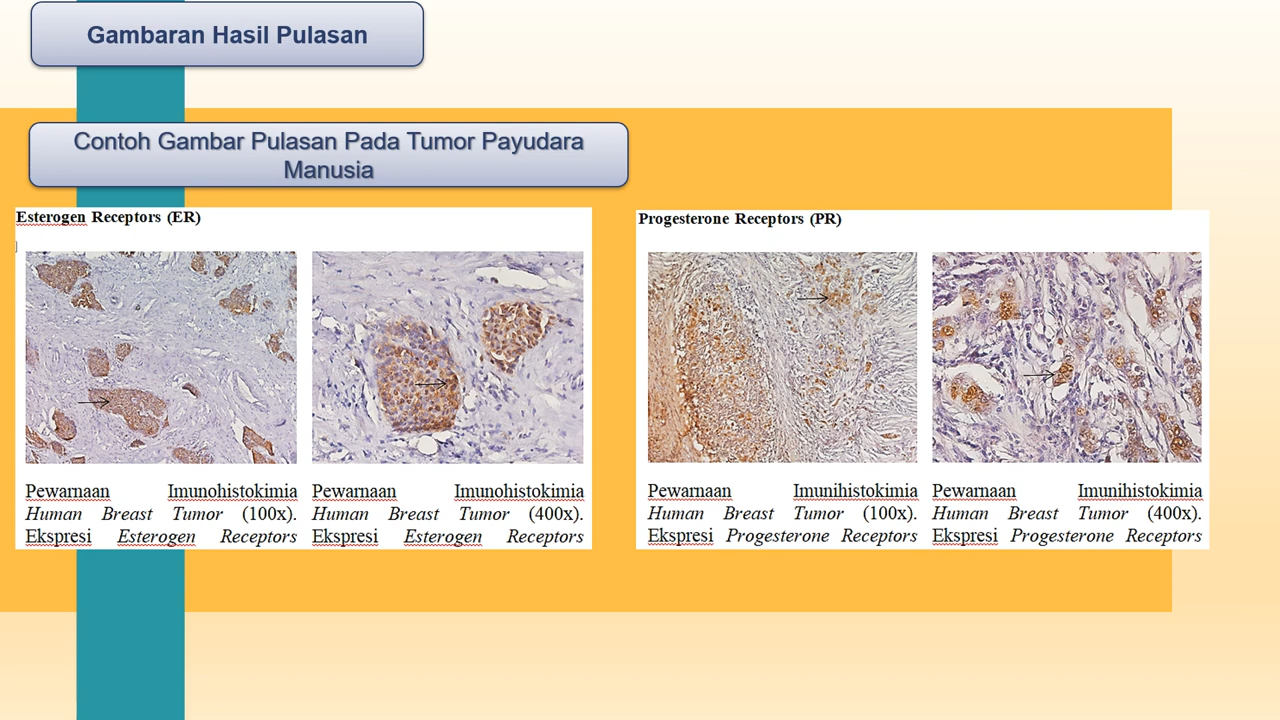 Gambaran Hasil Pulasan
Contoh Gambar Pulasan Pada Tumor Payudara
Manusia
Esterogen Receptors (ER)
Pewarnaan Imunohistokimia
Human Breast Tumor (100x).
Ekspresi Esterogen Receptors
Pewarnaan Imunohistokimia
Human Breast Tumor (400x).
Ekspresi Esterogen Receptors
Progesterone Receptors (PR)
Pewarnaan Imunihistokimia
Human Breast Tumor (100x).
Ekspresi Progesterone Receptors
Pewarnaan Imunihistokimia
Human Breast Tumor (400x).
Ekspresi Progesterone Receptors